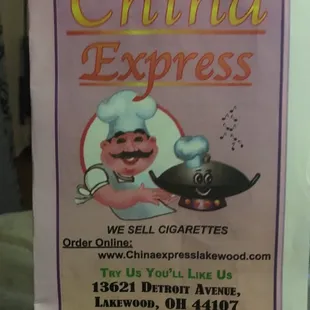 China
Express
WE SELL CIGARETTES
Order Online:
www.Chinaexpresslakewood.com
TRY US YOU'LL LIKE US
13621 DETROIT AVENUE,
LAKEWOOD, OH 44107